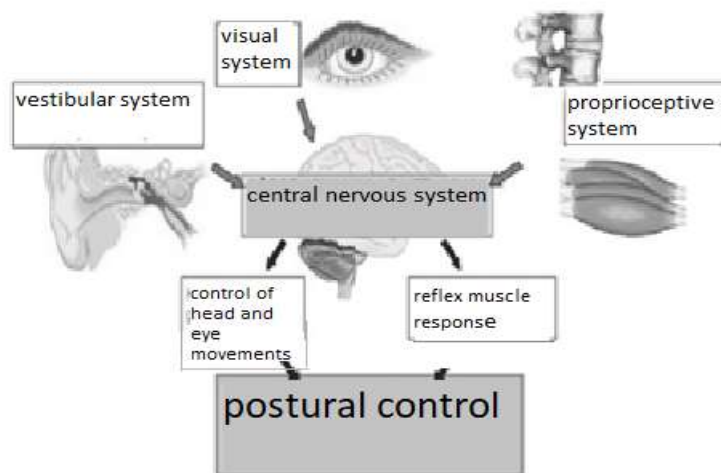 visual
system
vestibular system
proprioceptive
system
central nervous system
control of
head and
eye
movements
reflex muscle
response
postural control